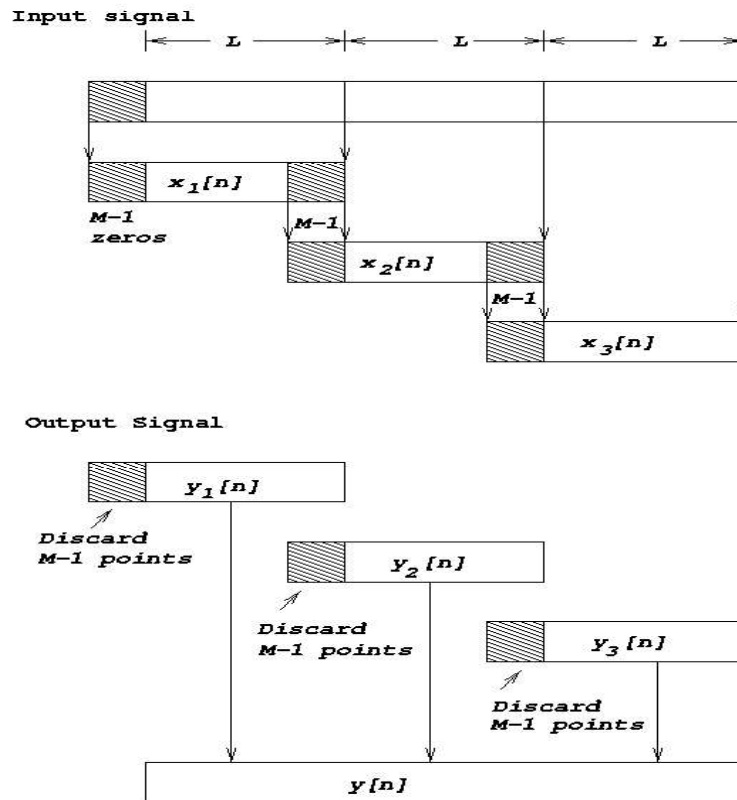 Input signal
L L L
x1[n]
M-1
zeros
M-1
x2[n]
M-1
x3[n]
Output Signal
y1[n]
Discard
M-1 points
y2[n]
Discard
M-1 points
y3[n]
Discard
M-1 points
y[n]